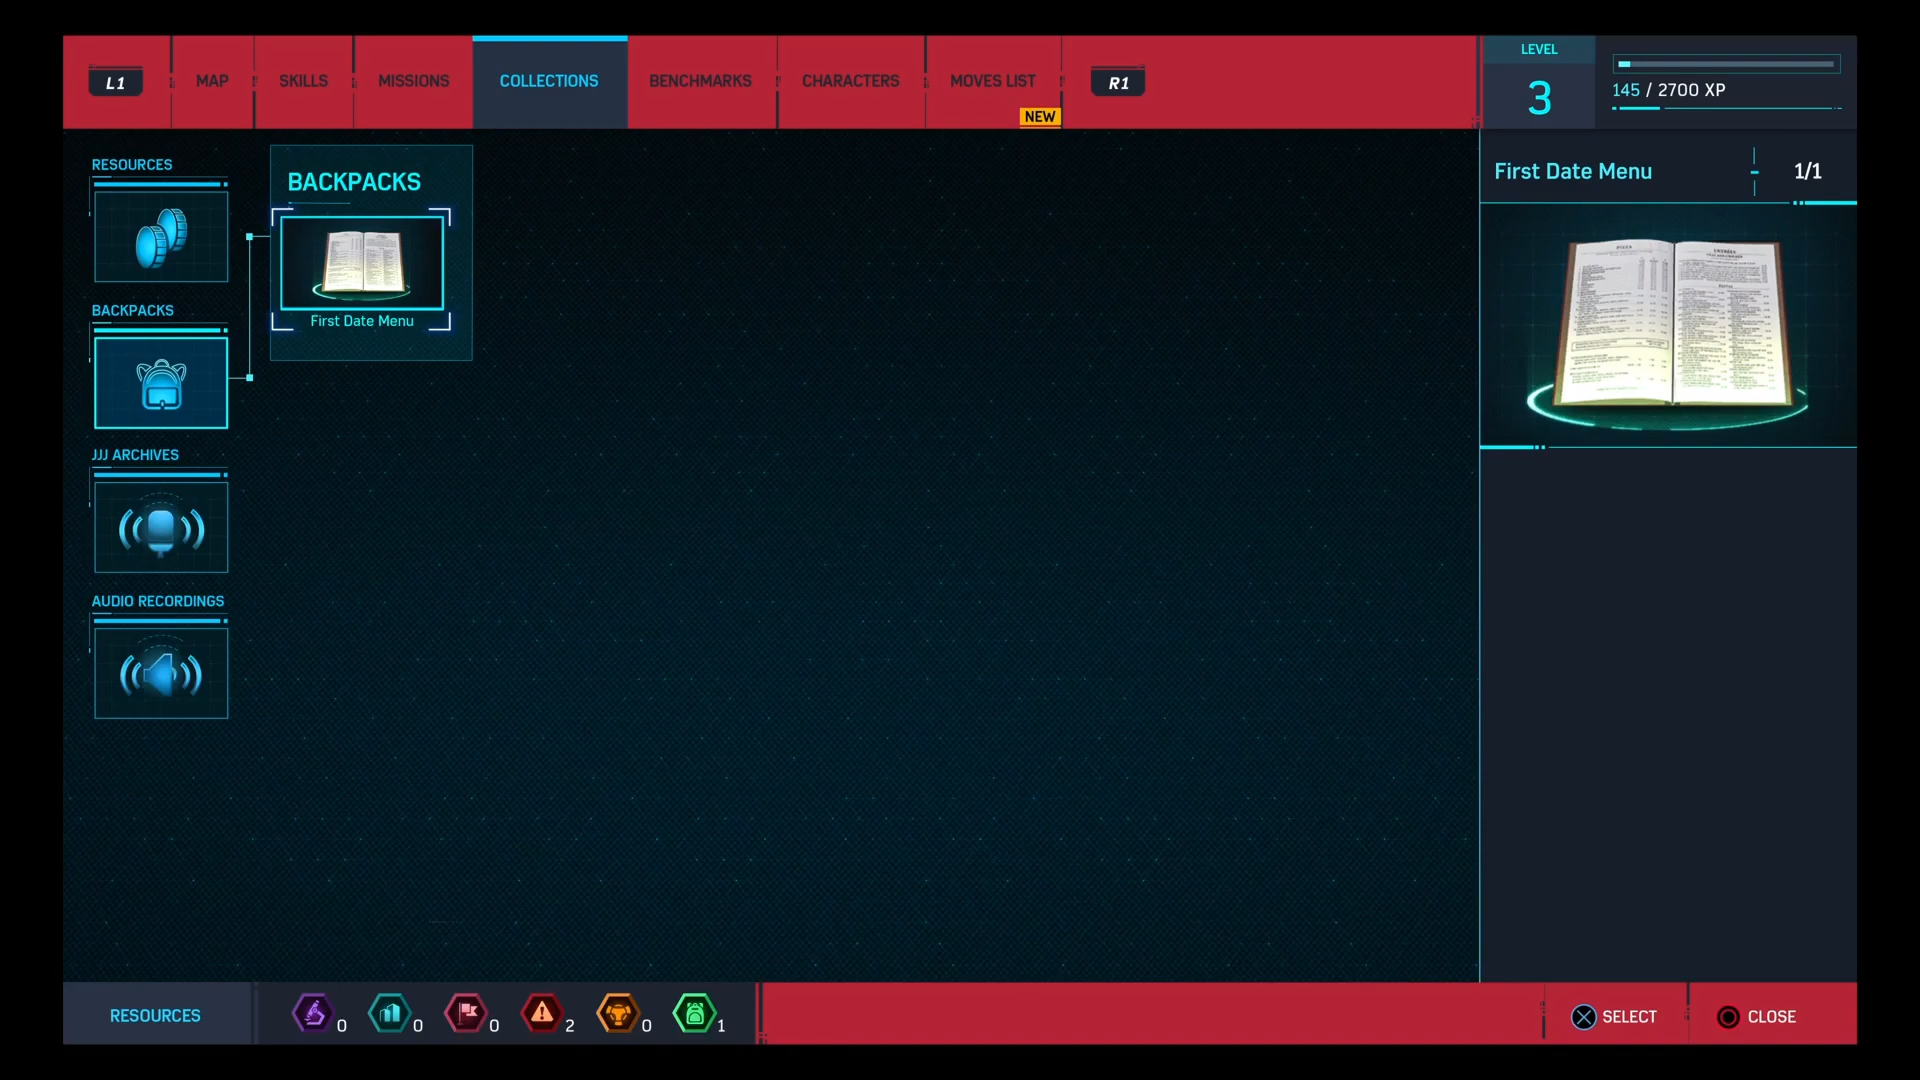 L1
MAP
SKILLS
MISSIONS
COLLECTIONS
BENCHMARKS
CHARACTERS
MOVES LIST
NEW
R1
LEVEL
3
145 / 2700 XP
RESOURCES
BACKPACKS
JJJ ARCHIVES
AUDIO RECORDINGS
BACKPACKS
First Date Menu
First Date Menu
1/1
RESOURCES
0
0
0
2
0
1
SELECT
CLOSE